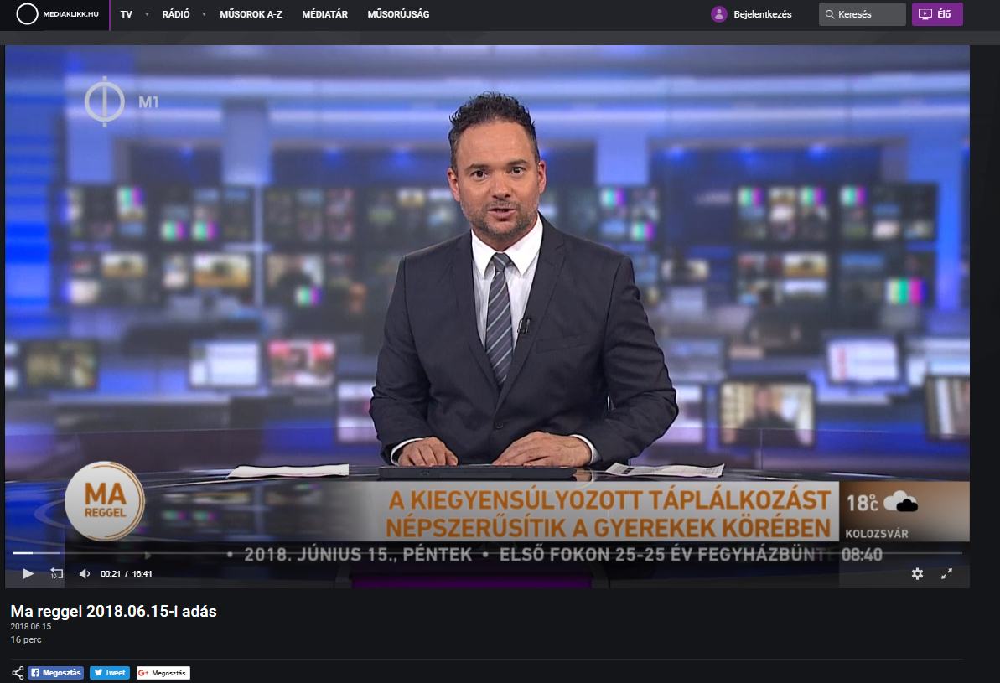 MEDIAKLIKK.HU TV RÁDIÓ MŰSOROK A-Z MÉDIATÁR MŰSORÚJSÁG Bejelentkezés Keresés Élő
M1
MA
REGGEL
A KIEGYENSÚLYOZOTT TÁPLÁLKOZÁST
NÉPSZERŰSÍTIK A GYEREKEK KÖRÉBEN
18°C
KOLOZSVÁR
• 2018. JÚNIUS 15., PÉNTEK • ELSŐ FOKON 25-25 ÉV FEGYHÁZBÜNT 08:40
10 00:21 / 16:41
Ma reggel 2018.06.15-i adás
2018.06.15.
16 perc
Megosztás Tweet G+ Megosztás